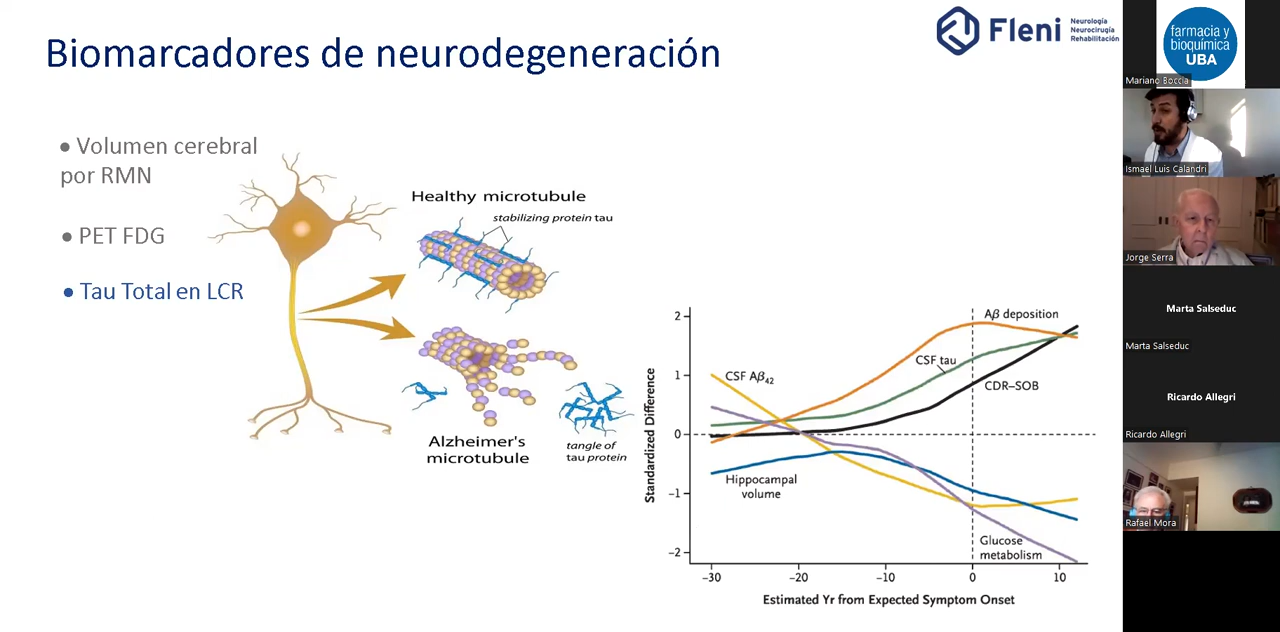 Biomarcadores de neurodegeneración
Fleni
Neurología
Neurocirugía
Rehabilitación
• Volumen cerebral
por RMN
• PET FDG
• Tau Total en LCR
Healthy microtubule
stabilizing protein tau
Alzheimer's
microtubule
tangle of
tau protein
Standardized Difference
2
1
0
−1
−2
−30
−20
−10
0
10
Estimated Yr from Expected Symptom Onset
Aβ deposition
CSF tau
CSF Aβ42
CDR–SOB
Hippocampal
volume
Glucose
metabolism
farmacia y
bioquímica
UBA
Mariano Boccia
Ismael Luis Calandri
Jorge Serra
Marta Salseduc
Marta Salseduc
Ricardo Allegri
Ricardo Allegri
Rafael Mora